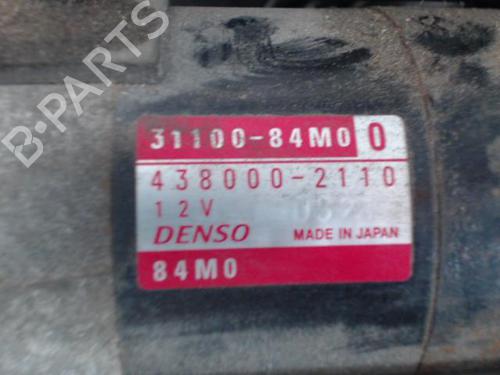 B-PARTS
31100-84M0 0
438000-2110
12V
DENSO MADE IN JAPAN
84M0